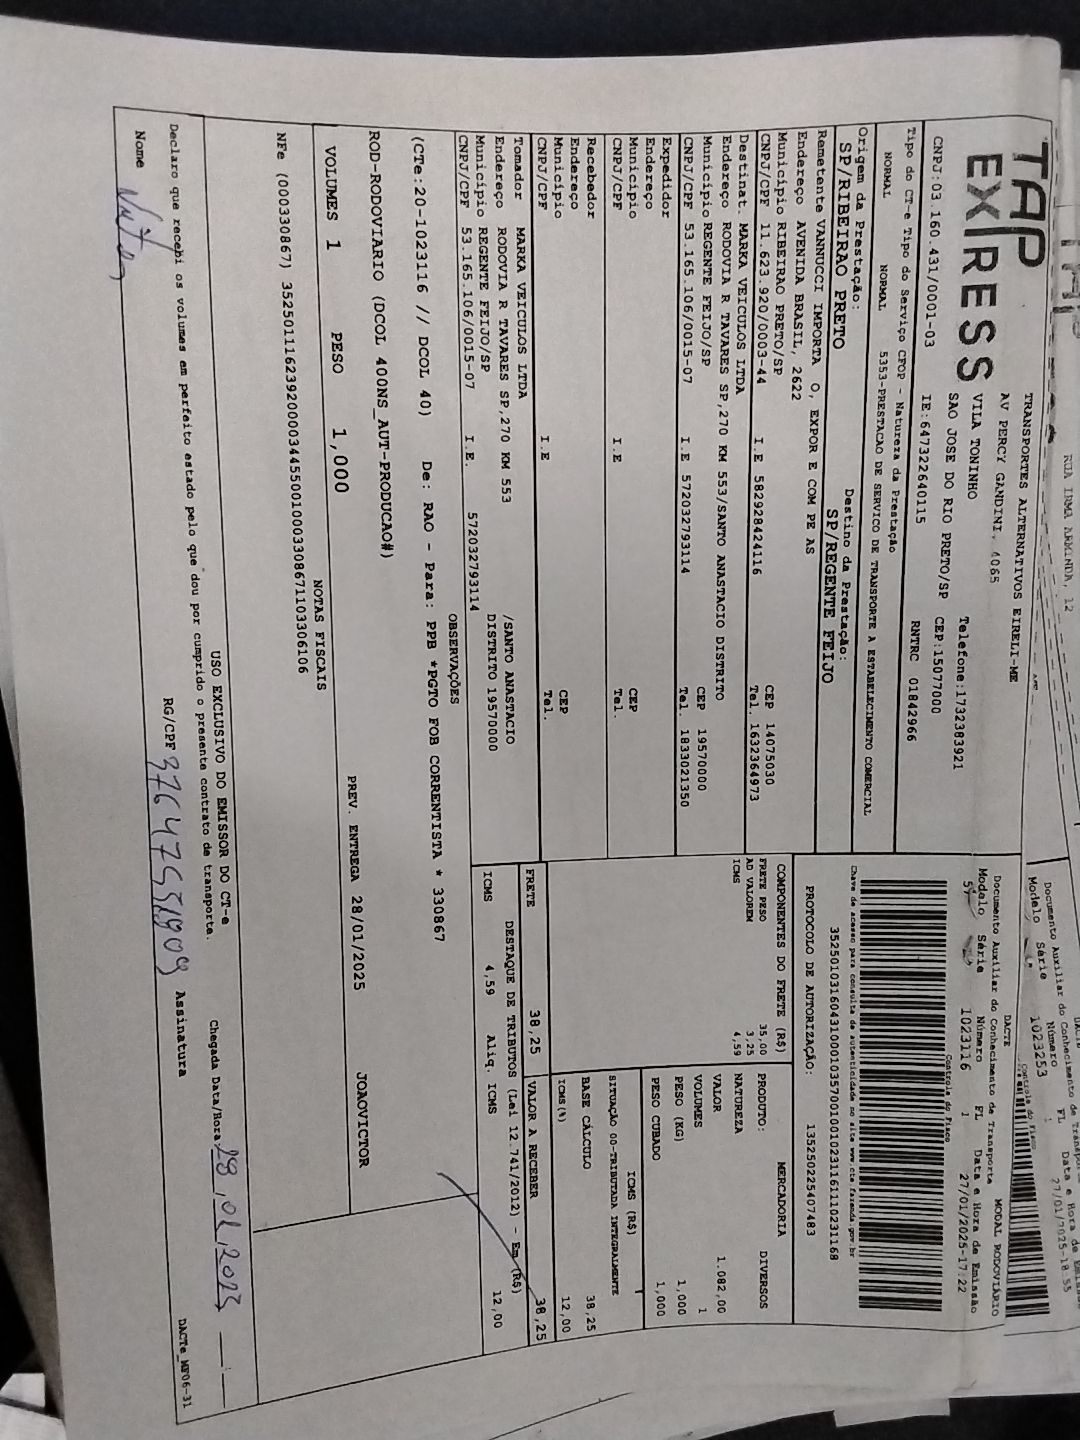 RUA IRMA ARMINDA, 12
Documento Auxiliar do Conhecimento de
Modelo Série Número FL Data e Hora de
1023253 1 27/01/2025-18:55
Controle do Fisco
TAP EXPRESS
TRANSPORTES ALTERNATIVOS EIRELI-ME
AV PERCY GANDINI, 4065
VILA TONINHO
SAO JOSE DO RIO PRETO/SP CEP:15077000
Telefone:1732383921
CNPJ:03.160.431/0001-03 IE:647322640115 RNTRC 01842966
DACTE
Documento Auxiliar do Conhecimento de Transporte MODAL RODOVIÁRIO
Modelo Série Número FL Data e Hora de Emissão
57 1023116 1 27/01/2025-17:22
Controle do Fisco
Tipo do CT-e Tipo do Serviço CFOP - Natureza da Prestação
NORMAL NORMAL 5353-PRESTACAO DE SERVICO DE TRANSPORTE A ESTABELECIMENTO COMERCIAL
Chave de acesso para consulta de autenticidade no site www.cte.fazenda.gov.br
35250103160431000103570010010231161110231168
Origem da Prestação: Destino da Prestação:
SP/RIBEIRAO PRETO SP/REGENTE FEIJO
PROTOCOLO DE AUTORIZAÇÃO: 135250225407483
Remetente VANNUCCI IMPORTA O, EXPOR E COM PE AS
Endereço AVENIDA BRASIL, 2622
Município RIBEIRAO PRETO/SP CEP 14075030
CNPJ/CPF 11.623.920/0003-44 I.E 582928424116 Tel. 1632364973
Destinat. MARKA VEICULOS LTDA
Endereço RODOVIA R TAVARES SP,270 KM 553/SANTO ANASTACIO DISTRITO
Município REGENTE FEIJO/SP CEP 19570000
CNPJ/CPF 53.165.106/0015-07 I.E 572032793114 Tel. 1833021350
Expedidor
Endereço
Município CEP
CNPJ/CPF I.E Tel.
Recebedor
Endereço
Município CEP
CNPJ/CPF I.E Tel.
Tomador MARKA VEICULOS LTDA
Endereço RODOVIA R TAVARES SP,270 KM 553 /SANTO ANASTACIO
Município REGENTE FEIJO/SP DISTRITO 19570000
CNPJ/CPF 53.165.106/0015-07 I.E. 572032793114
COMPONENTES DO FRETE (R$)
FRETE PESO 35,00
AD VALOREM 3,25
ICMS 4,59
PRODUTO: MERCADORIA
NATUREZA DIVERSOS
VALOR 1.082,00
VOLUMES 1
PESO (KG) 1,000
PESO CUBADO 1,000
ICMS (R$)
SITUAÇÃO 00-TRIBUTADA INTEGRALMENTE
BASE CÁLCULO 38,25
ICMS(%) 12,00
FRETE 38,25 VALOR A RECEBER 38,25
DESTAQUE DE TRIBUTOS (Lei 12.741/2012) - Em (R$)
ICMS 4,59 Aliq. ICMS 12,00
OBSERVAÇÕES
(CTe:20-1023116 // DCOL 40) De: RAO - Para: PPB *PGTO FOB CORRENTISTA * 330867
ROD-RODOVIARIO (DCOL 400NS_AUT-PRODUCAO#)
PREV. ENTREGA 28/01/2025 JOAOVICTOR
VOLUMES 1 PESO 1,000
NOTAS FISCAIS
NFe (000330867) 35250111623920000344550010003308671103306106
USO EXCLUSIVO DO EMISSOR DO CT-e
Declaro que recebi os volumes em perfeito estado pelo que dou por cumprido o presente contrato de transporte.
Chegada Data/Hora
Nome RG/CPF Assinatura
DACTe_MF06-31